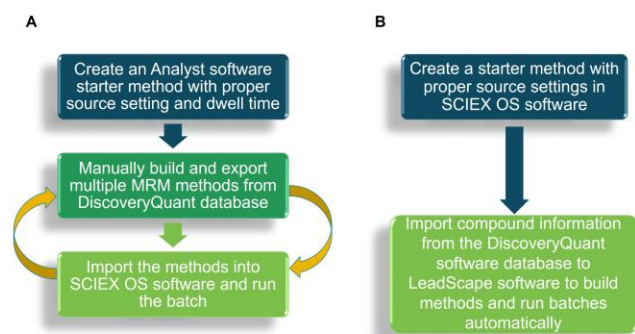 A
Create an Analyst software
starter method with proper
source setting and dwell time
Manually build and export
multiple MRM methods from
DiscoveryQuant database
Import the methods into
SCIEX OS software and run
the batch
B
Create a starter method with
proper source settings in
SCIEX OS software
Import compound information
from the DiscoveryQuant
software database to
LeadScape software to build
methods and run batches
automatically